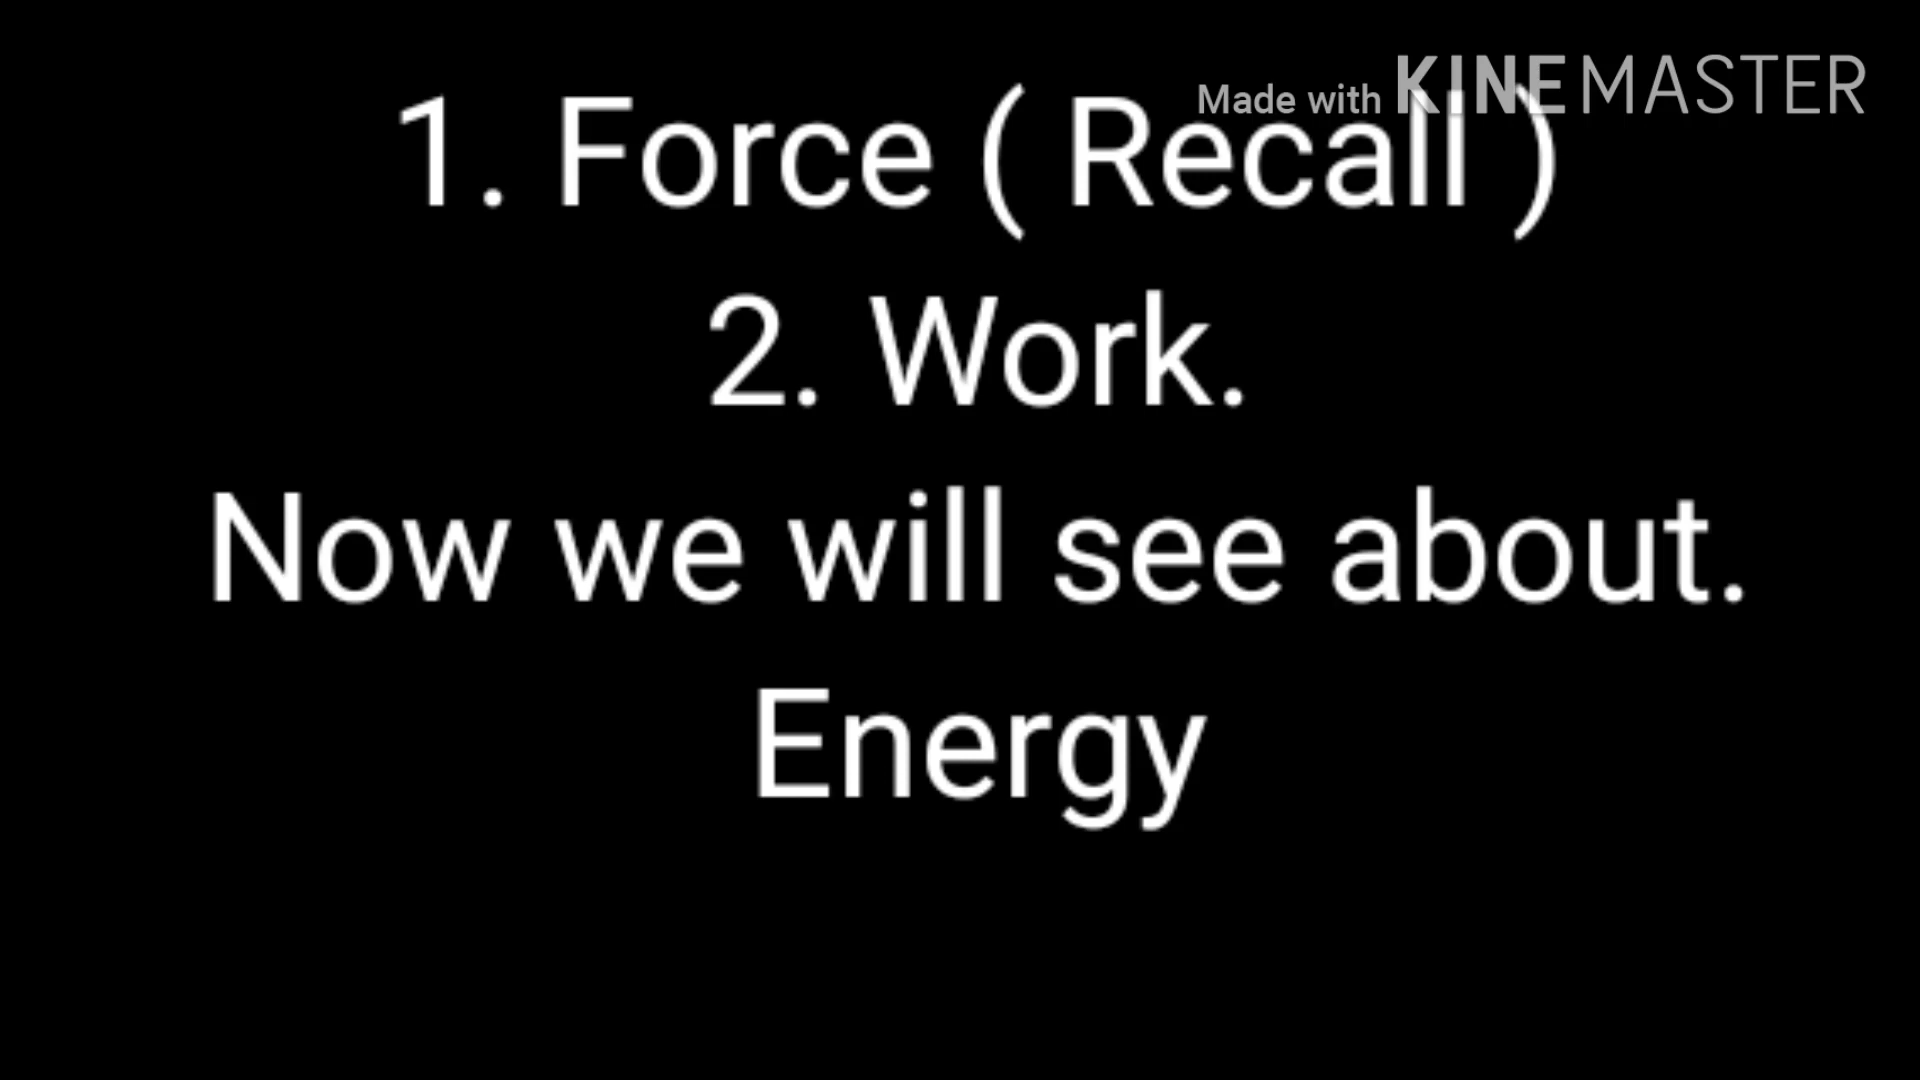 Made with KINEMASTER
1. Force ( Recall )
2. Work.
Now we will see about.
Energy